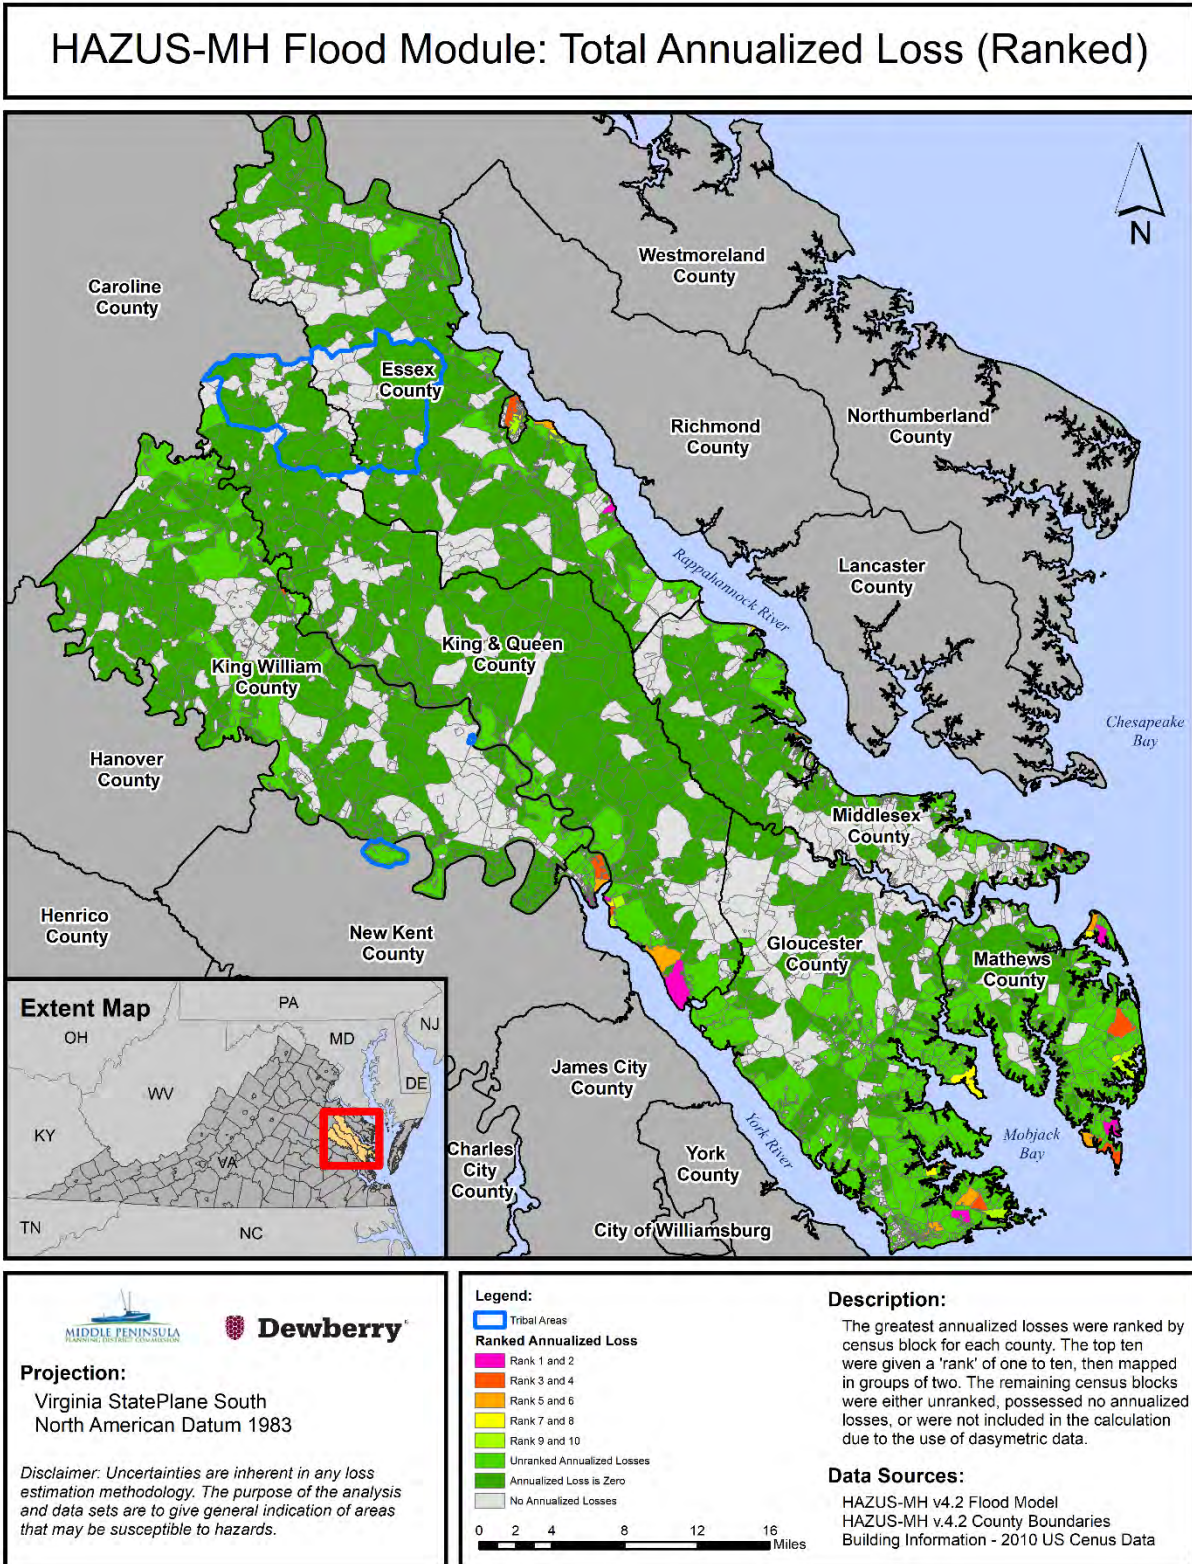 HAZUS-MH Flood Module: Total Annualized Loss (Ranked)
N
Westmoreland
County
Caroline
County
Essex
County
Richmond
County
Northumberland
County
Rappahannock River
Lancaster
County
King & Queen
County
King William
County
Chesapeake
Bay
Hanover
County
Middlesex
County
Henrico
County
New Kent
County
Gloucester
County
Mathews
County
James City
County
York River
Mobjack
Bay
Charles
City
County
York
County
City of Williamsburg
Extent Map
PA
OH
MD
NJ
WV
DE
KY
VA
TN
NC
MIDDLE PENINSULA
PLANNING DISTRICT COMMISSION
Dewberry
Projection:
Virginia StatePlane South
North American Datum 1983
Disclaimer: Uncertainties are inherent in any loss
estimation methodology. The purpose of the analysis
and data sets are to give general indication of areas
that may be susceptible to hazards.
Legend:
Tribal Areas
Ranked Annualized Loss
Rank 1 and 2
Rank 3 and 4
Rank 5 and 6
Rank 7 and 8
Rank 9 and 10
Unranked Annualized Losses
Annualized Loss is Zero
No Annualized Losses
0 2 4 8 12 16
Miles
Description:
The greatest annualized losses were ranked by
census block for each county. The top ten
were given a 'rank' of one to ten, then mapped
in groups of two. The remaining census blocks
were either unranked, possessed no annualized
losses, or were not included in the calculation
due to the use of dasymetric data.
Data Sources:
HAZUS-MH v4.2 Flood Model
HAZUS-MH v.4.2 County Boundaries
Building Information - 2010 US Cenus Data